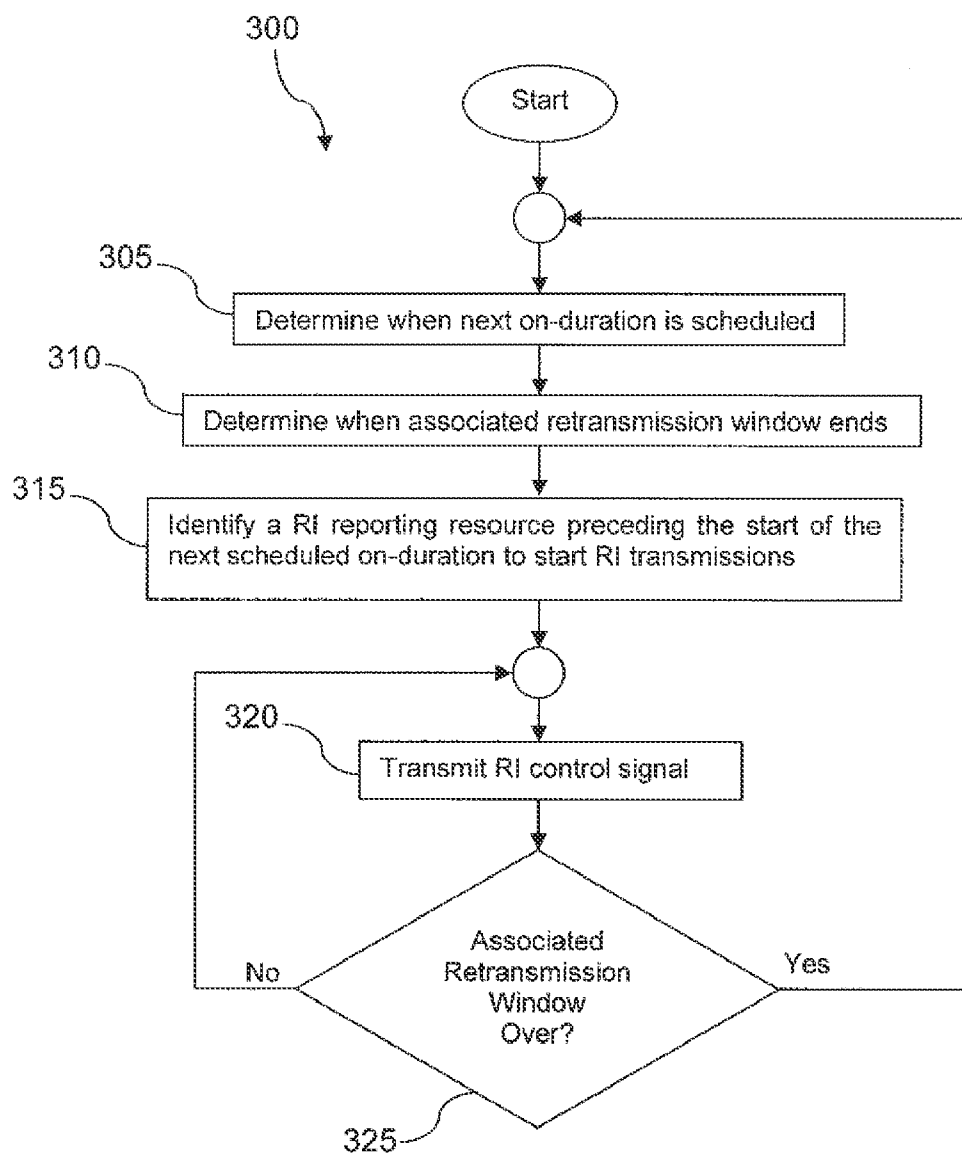 300
Start
305
Determine when next on-duration is scheduled
310
Determine when associated retransmission window ends
315
Identify a RI reporting resource preceding the start of the
next scheduled on-duration to start RI transmissions
320
Transmit RI control signal
Associated
Retransmission
Window
Over?
No
Yes
325